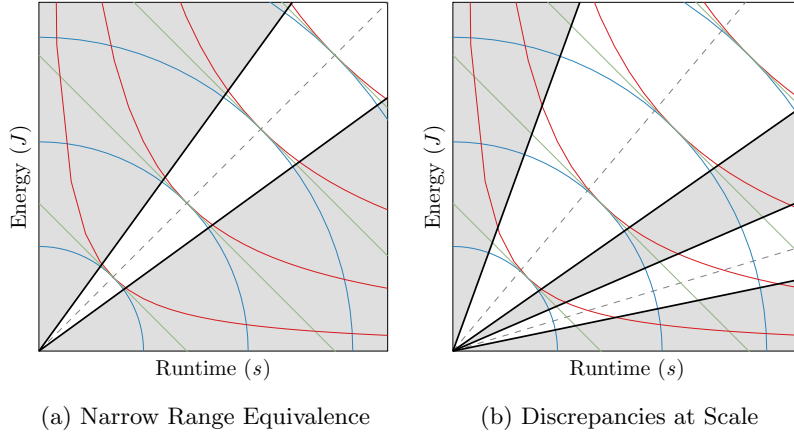 Energy (J)
Runtime (s)
(a) Narrow Range Equivalence
Energy (J)
Runtime (s)
(b) Discrepancies at Scale